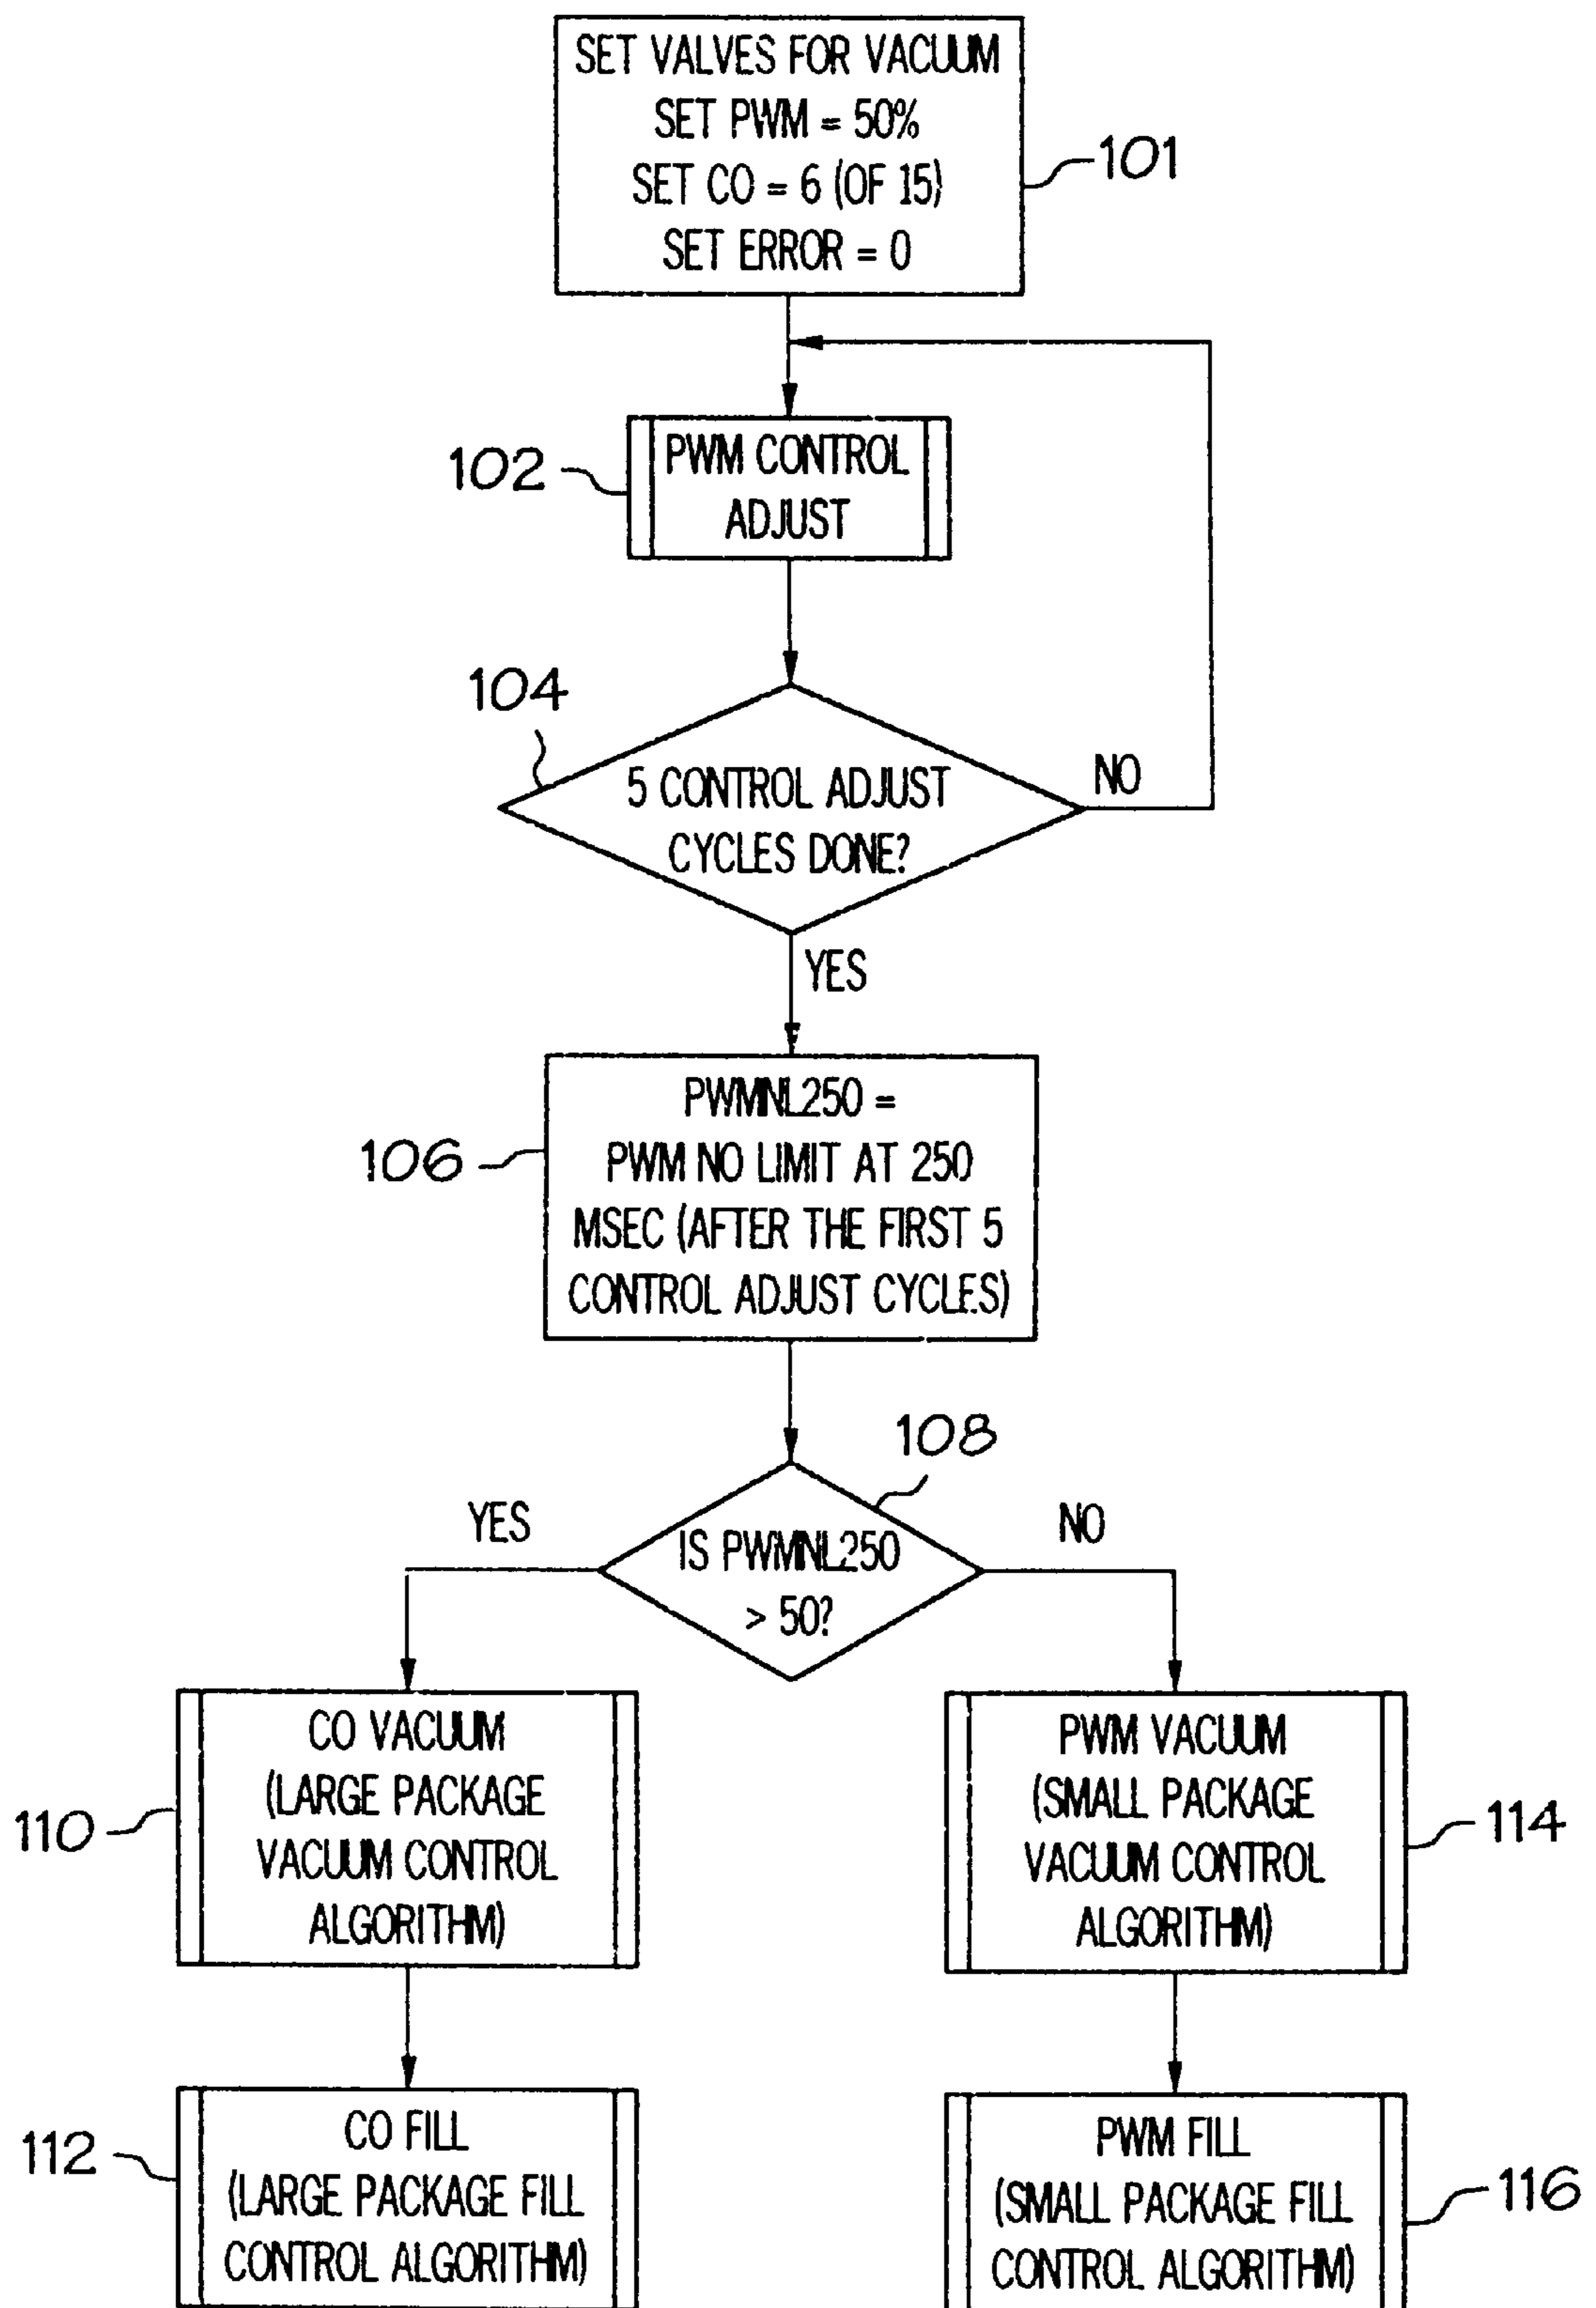 SET VALVES FOR VACUUM
SET PWM = 50%
SET CO = 6 (OF 15)
SET ERROR = 0
101
102
PWM CONTROL
ADJUST
104
5 CONTROL ADJUST
CYCLES DONE?
NO
YES
106
PWMNL250 =
PWM NO LIMIT AT 250
MSEC (AFTER THE FIRST 5
CONTROL ADJUST CYCLES)
108
YES
IS PWMNL250
> 50?
NO
110
CO VACUUM
(LARGE PACKAGE
VACUUM CONTROL
ALGORITHM)
PWM VACUUM
(SMALL PACKAGE
VACUUM CONTROL
ALGORITHM)
114
112
CO FILL
(LARGE PACKAGE FILL
CONTROL ALGORITHM)
PWM FILL
(SMALL PACKAGE FILL
CONTROL ALGORITHM)
116